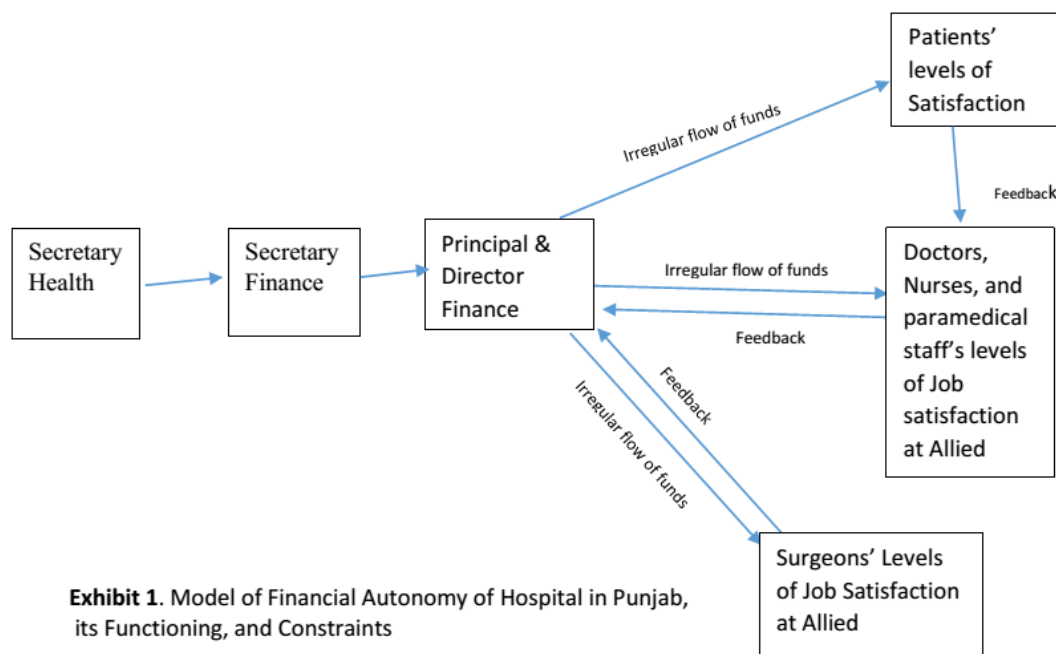 Patients’
levels of
Satisfaction
Irregular flow of funds
Feedback
Secretary
Health
Secretary
Finance
Principal &
Director
Finance
Irregular flow of funds
Feedback
Doctors,
Nurses, and
paramedical
staff’s levels
of Job
satisfaction
at Allied
Feedback
Irregular flow of funds
Surgeons’ Levels
of Job Satisfaction
at Allied
Exhibit 1. Model of Financial Autonomy of Hospital in Punjab,
its Functioning, and Constraints